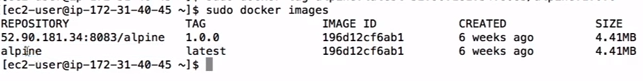 [ec2-user@ip-172-31-40-45 ~]$ sudo docker images
REPOSITORY TAG IMAGE ID CREATED SIZE
52.90.181.34:8083/alpine 1.0.0 196d12cf6ab1 6 weeks ago 4.41MB
alpine latest 196d12cf6ab1 6 weeks ago 4.41MB
[ec2-user@ip-172-31-40-45 ~]$